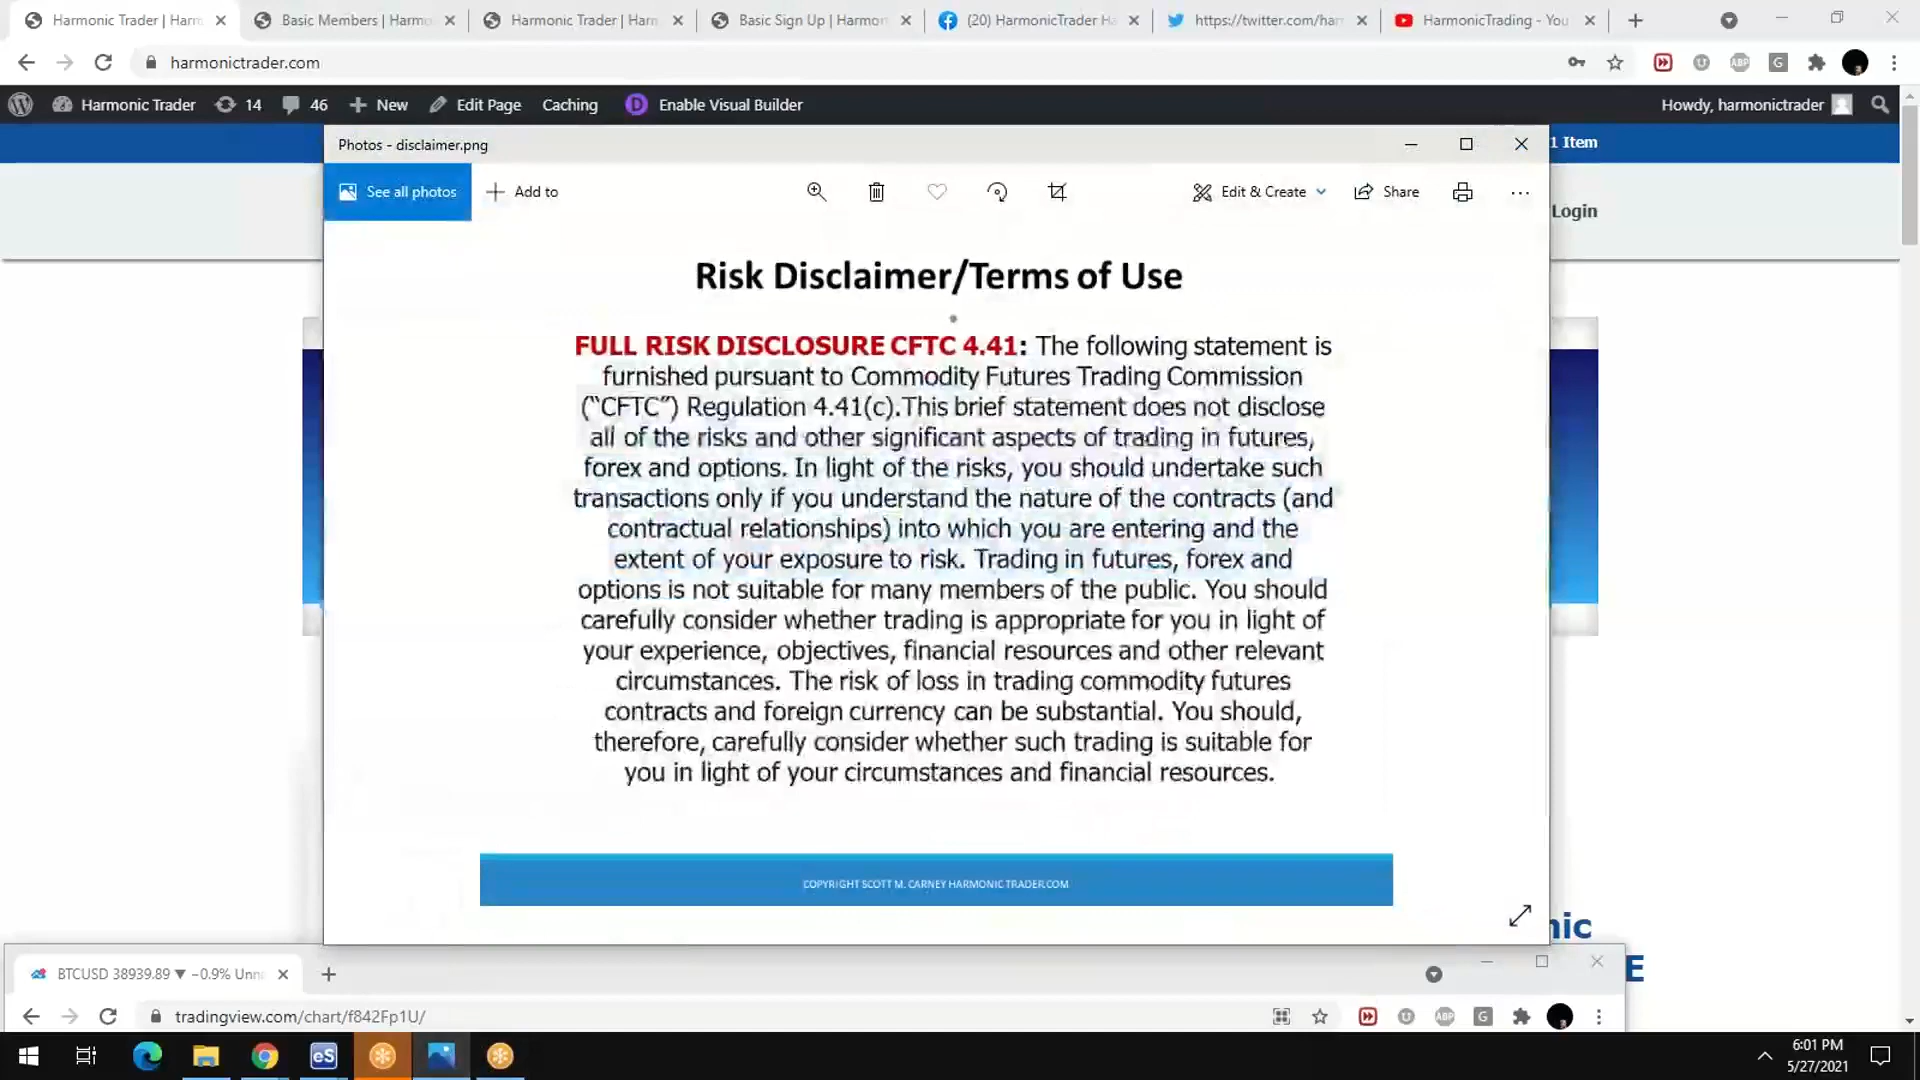 Harmonic Trader | Harm
Basic Members | Harmo
Harmonic Trader | Harm
Basic Sign Up | Harmon
(20) HarmonicTrader Ha
https://twitter.com/har
HarmonicTrading - You
harmonictrader.com
ABP
G
Harmonic Trader
14
46
New
Edit Page
Caching
D
Enable Visual Builder
Howdy, harmonictrader
1 Item
Login
Photos - disclaimer.png
See all photos
Add to
Edit & Create
Share
Risk Disclaimer/Terms of Use
FULL RISK DISCLOSURE CFTC 4.41: The following statement is
furnished pursuant to Commodity Futures Trading Commission
(“CFTC”) Regulation 4.41(c).This brief statement does not disclose
all of the risks and other significant aspects of trading in futures,
forex and options. In light of the risks, you should undertake such
transactions only if you understand the nature of the contracts (and
contractual relationships) into which you are entering and the
extent of your exposure to risk. Trading in futures, forex and
options is not suitable for many members of the public. You should
carefully consider whether trading is appropriate for you in light of
your experience, objectives, financial resources and other relevant
circumstances. The risk of loss in trading commodity futures
contracts and foreign currency can be substantial. You should,
therefore, carefully consider whether such trading is suitable for
you in light of your circumstances and financial resources.
COPYRIGHT SCOTT M. CARNEY HARMONIC TRADER.COM
nic
E
BTCUSD 38939.89 ▼ −0.9% Unn
tradingview.com/chart/f842Fp1U/
ABP
G
eS
6:01 PM
5/27/2021